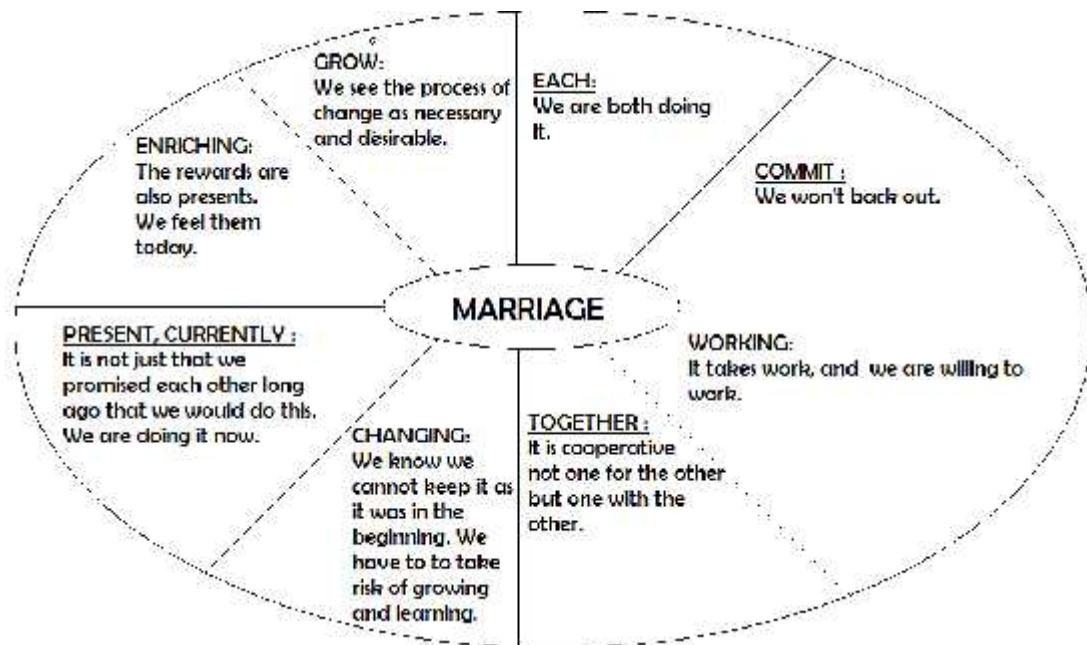 GROW:
We see the process of
change as necessary
and desirable.
EACH:
We are both doing
it.
COMMIT :
We won't back out.
ENRICHING:
The rewards are
also presents.
We feel them
today.
MARRIAGE
PRESENT, CURRENTLY :
It is not just that we
promised each other long
ago that we would do this.
We are doing it now.
WORKING:
It takes work, and we are willing to
work.
CHANGING:
We know we
cannot keep it as
it was in the
beginning. We
have to to take
risk of growing
and learning.
TOGETHER :
It is cooperative
not one for the other
but one with the
other.